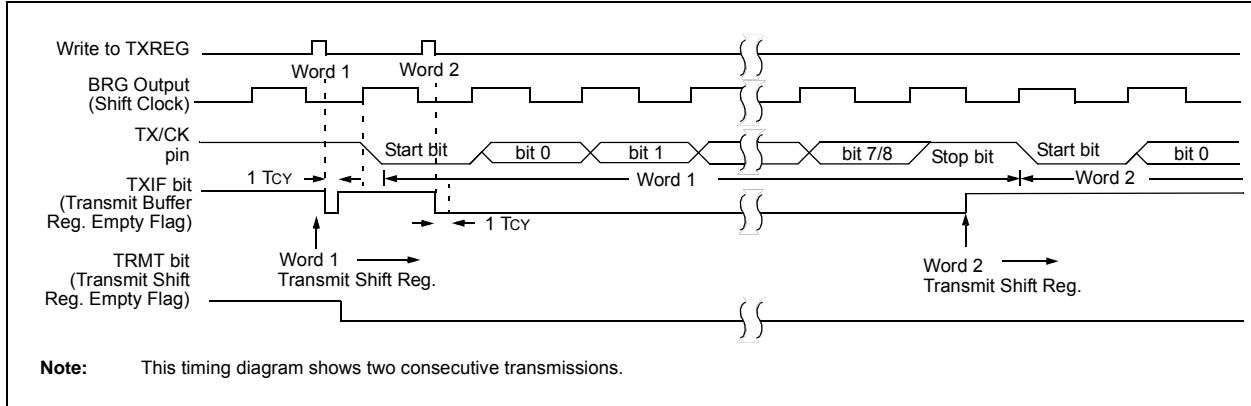 Write to TXREG
Word 1 Word 2
BRG Output
(Shift Clock)
TX/CK
pin
Start bit bit 0 bit 1 bit 7/8 Stop bit Start bit bit 0
1 TCY Word 1 Word 2
TXIF bit
(Transmit Buffer
Reg. Empty Flag)
1 TCY
Word 1
Transmit Shift Reg.
Word 2
Transmit Shift Reg.
TRMT bit
(Transmit Shift
Reg. Empty Flag)
Note: This timing diagram shows two consecutive transmissions.